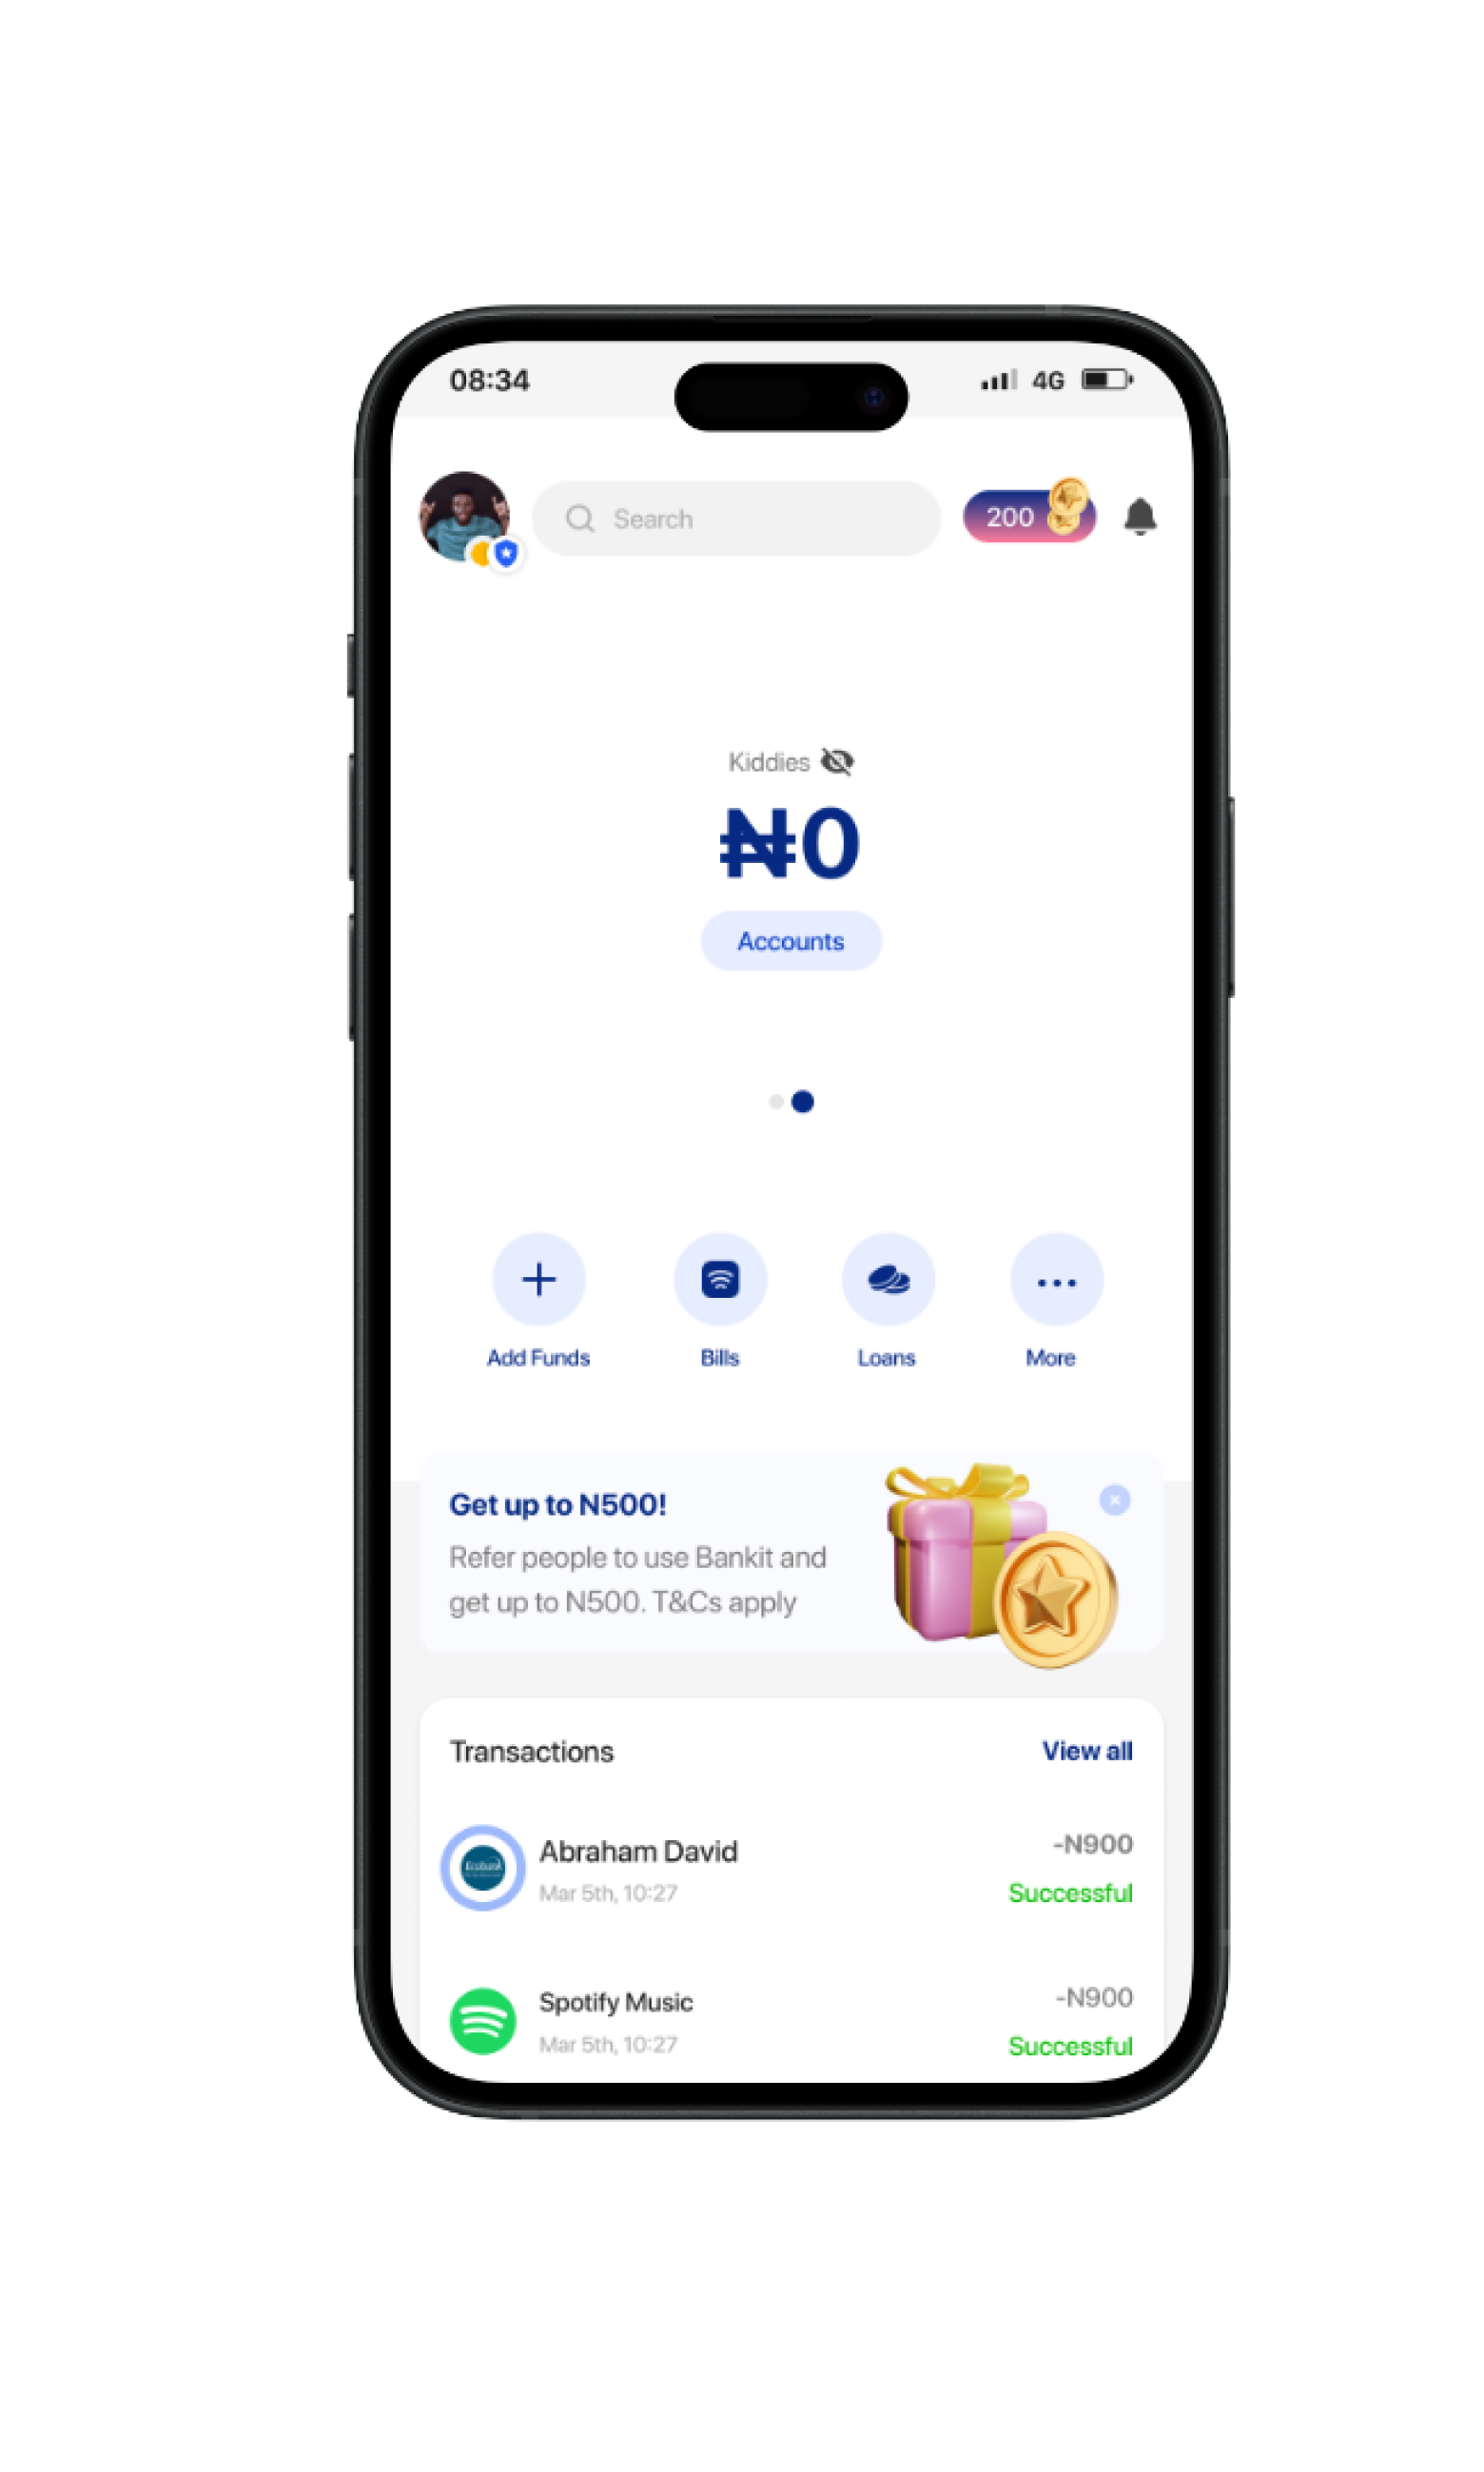 08:34
4G
Search
200
Kiddies
₦0
Accounts
Add Funds
Bills
Loans
More
Get up to N500!
Refer people to use Bankit and
get up to N500. T&Cs apply
Transactions
View all
Abraham David
-N900
Mar 5th, 10:27
Successful
Spotify Music
-N900
Mar 5th, 10:27
Successful